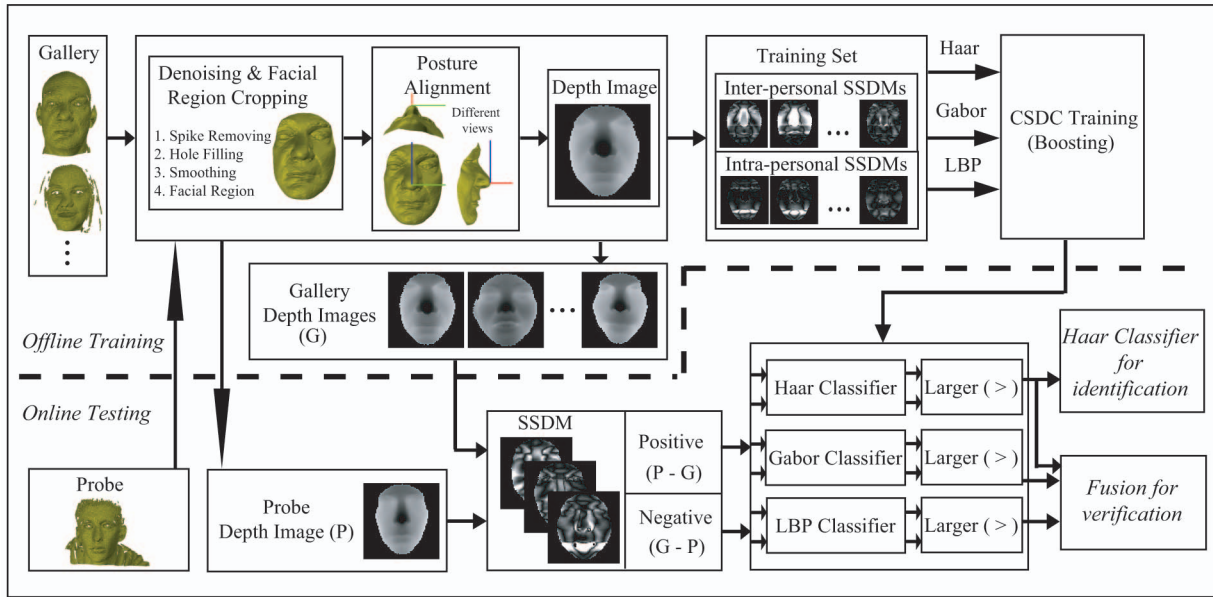 Gallery
Denoising & Facial
Region Cropping
1. Spike Removing
2. Hole Filling
3. Smoothing
4. Facial Region
Posture
Alignment
Different
views
Depth Image
Training Set
Inter-personal SSDMs
Intra-personal SSDMs
Haar
Gabor
LBP
CSDC Training
(Boosting)
Gallery
Depth Images
(G)
Offline Training
Online Testing
Probe
Probe
Depth Image (P)
SSDM
Positive
(P - G)
Negative
(G - P)
Haar Classifier
Larger ( > )
Gabor Classifier
Larger ( > )
LBP Classifier
Larger ( > )
Haar Classifier
for
identification
Fusion for
verification